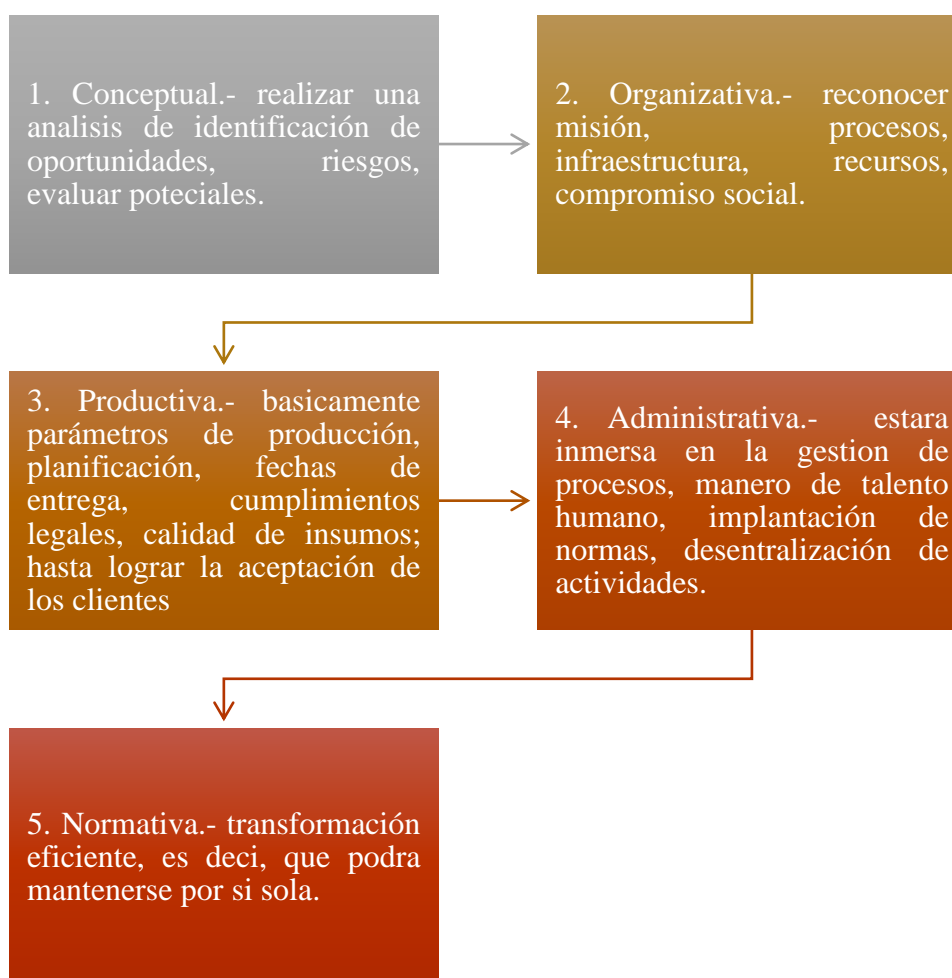 1. Conceptual.- realizar una
analisis de identificación de
oportunidades, riesgos,
evaluar poteciales.
2. Organizativa.- reconocer
misión, procesos,
infraestructura, recursos,
compromiso social.
3. Productiva.- basicamente
parámetros de producción,
planificación, fechas de
entrega, cumplimientos
legales, calidad de insumos;
hasta lograr la aceptación de
los clientes
4. Administrativa.- estara
inmersa en la gestion de
procesos, manero de talento
humano, implantación de
normas, desentralización de
actividades.
5. Normativa.- transformación
eficiente, es deci, que podra
mantenerse por si sola.